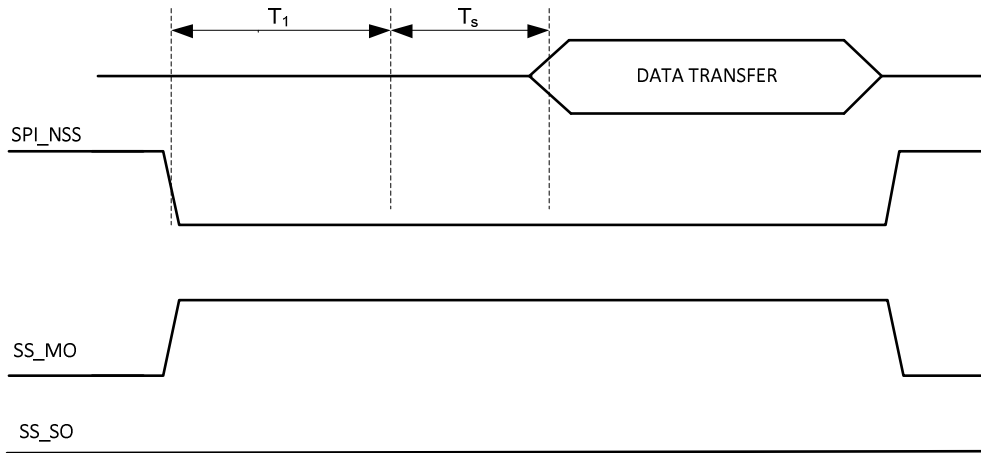 T₁ Tₛ
DATA TRANSFER
SPI_NSS
SS_MO
SS_SO